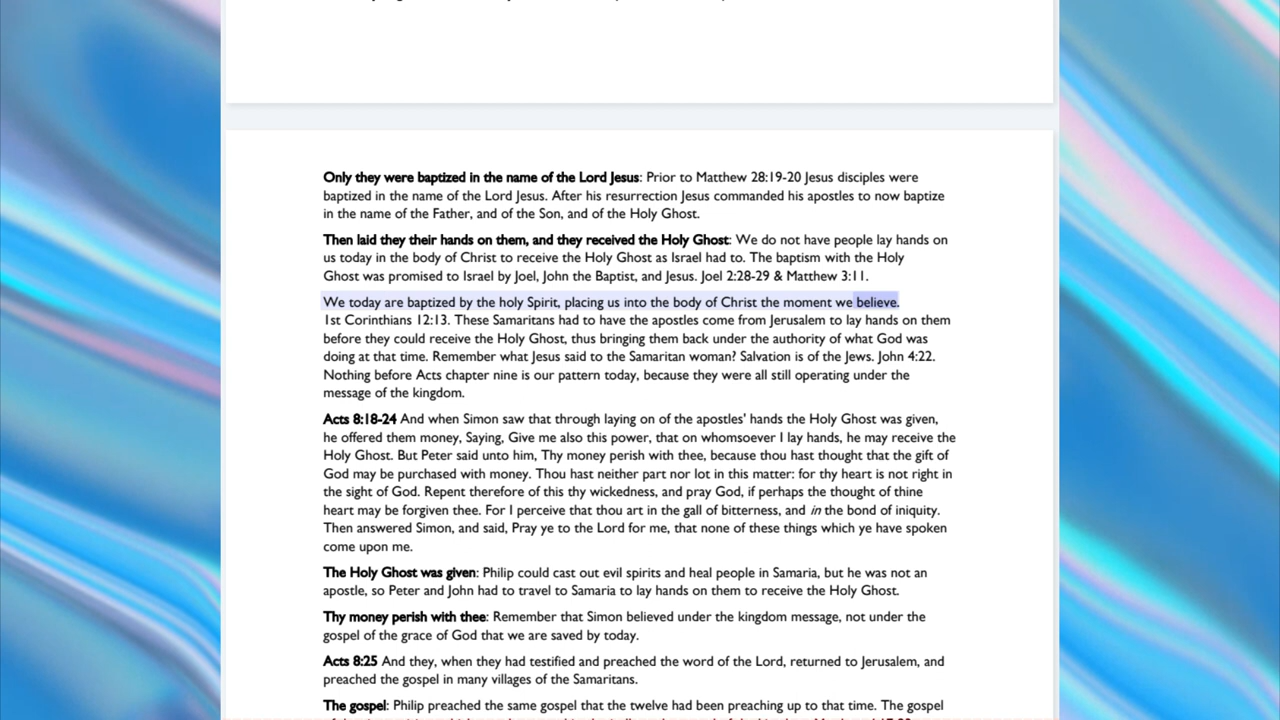 Only they were baptized in the name of the Lord Jesus: Prior to Matthew 28:19-20 Jesus disciples were
baptized in the name of the Lord Jesus. After his resurrection Jesus commanded his apostles to now baptize
in the name of the Father, and of the Son, and of the Holy Ghost.
Then laid they their hands on them, and they received the Holy Ghost: We do not have people lay hands on
us today in the body of Christ to receive the Holy Ghost as Israel had to. The baptism with the Holy
Ghost was promised to Israel by Joel, John the Baptist, and Jesus. Joel 2:28-29 & Matthew 3:11.
We today are baptized by the holy Spirit, placing us into the body of Christ the moment we believe.
1st Corinthians 12:13. These Samaritans had to have the apostles come from Jerusalem to lay hands on them
before they could receive the Holy Ghost, thus bringing them back under the authority of what God was
doing at that time. Remember what Jesus said to the Samaritan woman? Salvation is of the Jews. John 4:22.
Nothing before Acts chapter nine is our pattern today, because they were all still operating under the
message of the kingdom.
Acts 8:18-24 And when Simon saw that through laying on of the apostles' hands the Holy Ghost was given,
he offered them money, Saying, Give me also this power, that on whomsoever I lay hands, he may receive the
Holy Ghost. But Peter said unto him, Thy money perish with thee, because thou hast thought that the gift of
God may be purchased with money. Thou hast neither part nor lot in this matter: for thy heart is not right in
the sight of God. Repent therefore of this thy wickedness, and pray God, if perhaps the thought of thine
heart may be forgiven thee. For I perceive that thou art in the gall of bitterness, and in the bond of iniquity.
Then answered Simon, and said, Pray ye to the Lord for me, that none of these things which ye have spoken
come upon me.
The Holy Ghost was given: Philip could cast out evil spirits and heal people in Samaria, but he was not an
apostle, so Peter and John had to travel to Samaria to lay hands on them to receive the Holy Ghost.
Thy money perish with thee: Remember that Simon believed under the kingdom message, not under the
gospel of the grace of God that we are saved by today.
Acts 8:25 And they, when they had testified and preached the word of the Lord, returned to Jerusalem, and
preached the gospel in many villages of the Samaritans.
The gospel: Philip preached the same gospel that the twelve had been preaching up to that time. The gospel